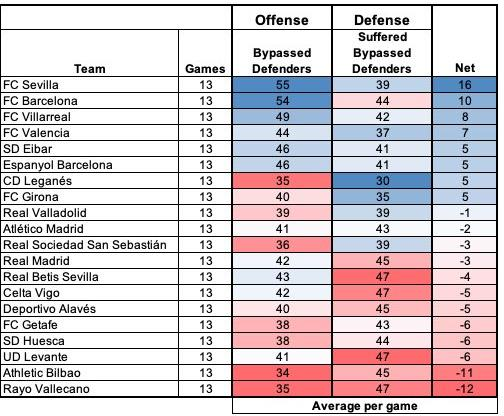 Offense Defense
Suffered
Bypassed Bypassed
Team Games Defenders Defenders Net
FC Sevilla 13 55 39 16
FC Barcelona 13 54 44 10
FC Villarreal 13 49 42 8
FC Valencia 13 44 37 7
SD Eibar 13 46 41 5
Espanyol Barcelona 13 46 41 5
CD Leganés 13 35 30 5
FC Girona 13 40 35 5
Real Valladolid 13 39 39 -1
Atlético Madrid 13 41 43 -2
Real Sociedad San Sebastián 13 36 39 -3
Real Madrid 13 42 45 -3
Real Betis Sevilla 13 43 47 -4
Celta Vigo 13 42 47 -5
Deportivo Alavés 13 40 45 -5
FC Getafe 13 38 43 -6
SD Huesca 13 38 44 -6
UD Levante 13 41 47 -6
Athletic Bilbao 13 34 45 -11
Rayo Vallecano 13 35 47 -12
Average per game